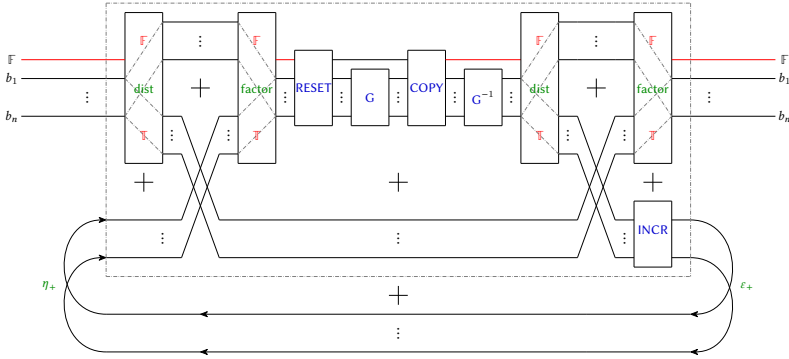 𝔽 𝔽 ⋮ 𝔽 𝔽 ⋮ 𝔽 𝔽
b₁ dist + factor RESET COPY dist + factor b₁
⋮ ⋮ G ⋮ ⋮ G⁻¹ ⋮ ⋮
bₙ 𝕋 ⋮ ⋮ 𝕋 𝕋 ⋮ ⋮ 𝕋 bₙ
+ + +
⋮ ⋮ ⋮ INCR ⋮
η₊ + ε₊
⋮